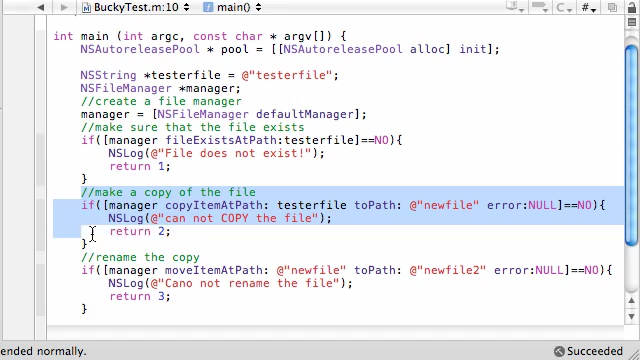 BuckyTest.m:10 main()
int main (int argc, const char * argv[]) {
NSAutoreleasePool * pool = [[NSAutoreleasePool alloc] init];
NSString *testerfile = @"testerfile";
NSFileManager *manager;
//create a file manager
manager = [NSFileManager defaultManager];
//make sure that the file exists
if([manager fileExistsAtPath:testerfile]==NO){
NSLog(@"File does not exist!");
return 1;
}
//make a copy of the file
if([manager copyItemAtPath: testerfile toPath: @"newfile" error:NULL]==NO){
NSLog(@"can not COPY the file");
return 2;
}
//rename the copy
if([manager moveItemAtPath: @"newfile" toPath: @"newfile2" error:NULL]==NO){
NSLog(@"Cano not rename the file");
return 3;
}
ended normally. Succeeded